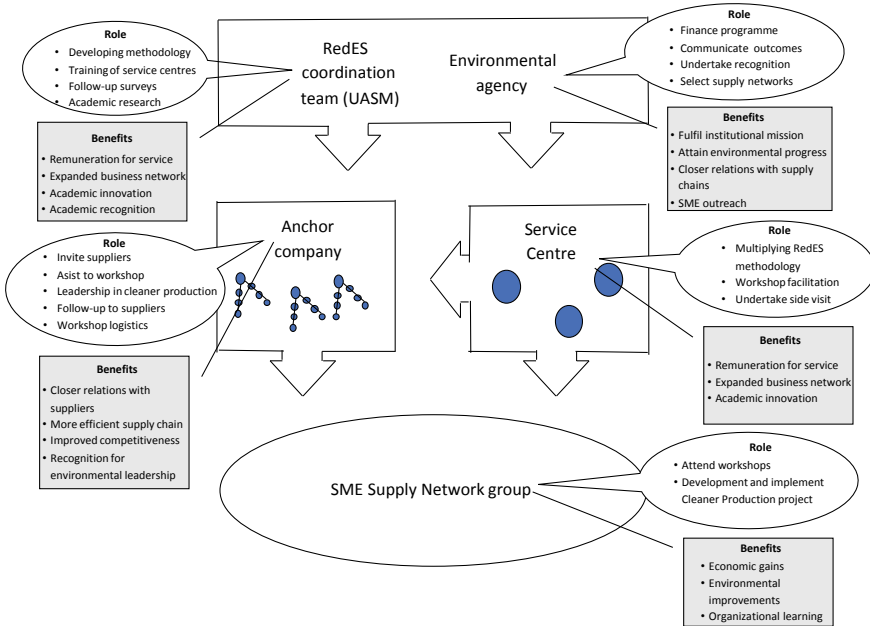 Role
• Developing methodology
• Training of service centres
• Follow-up surveys
• Academic research
RedES
coordination
team (UASM)
Environmental
agency
Role
• Finance programme
• Communicate outcomes
• Undertake recognition
• Select supply networks
Benefits
• Remuneration for service
• Expanded business network
• Academic innovation
• Academic recognition
Benefits
• Fulfil institutional mission
• Attain environmental progress
• Closer relations with supply
chains
• SME outreach
Role
• Invite suppliers
• Asist to workshop
• Leadership in cleaner production
• Follow-up to suppliers
• Workshop logistics
Anchor
company
Service
Centre
Role
• Multiplying RedES
methodology
• Workshop facilitation
• Undertake side visit
Benefits
• Closer relations with
suppliers
• More efficient supply chain
• Improved competitiveness
• Recognition for
environmental leadership
Benefits
• Remuneration for service
• Expanded business network
• Academic innovation
SME Supply Network group
Role
• Attend workshops
• Development and implement
Cleaner Production project
Benefits
• Economic gains
• Environmental
improvements
• Organizational learning